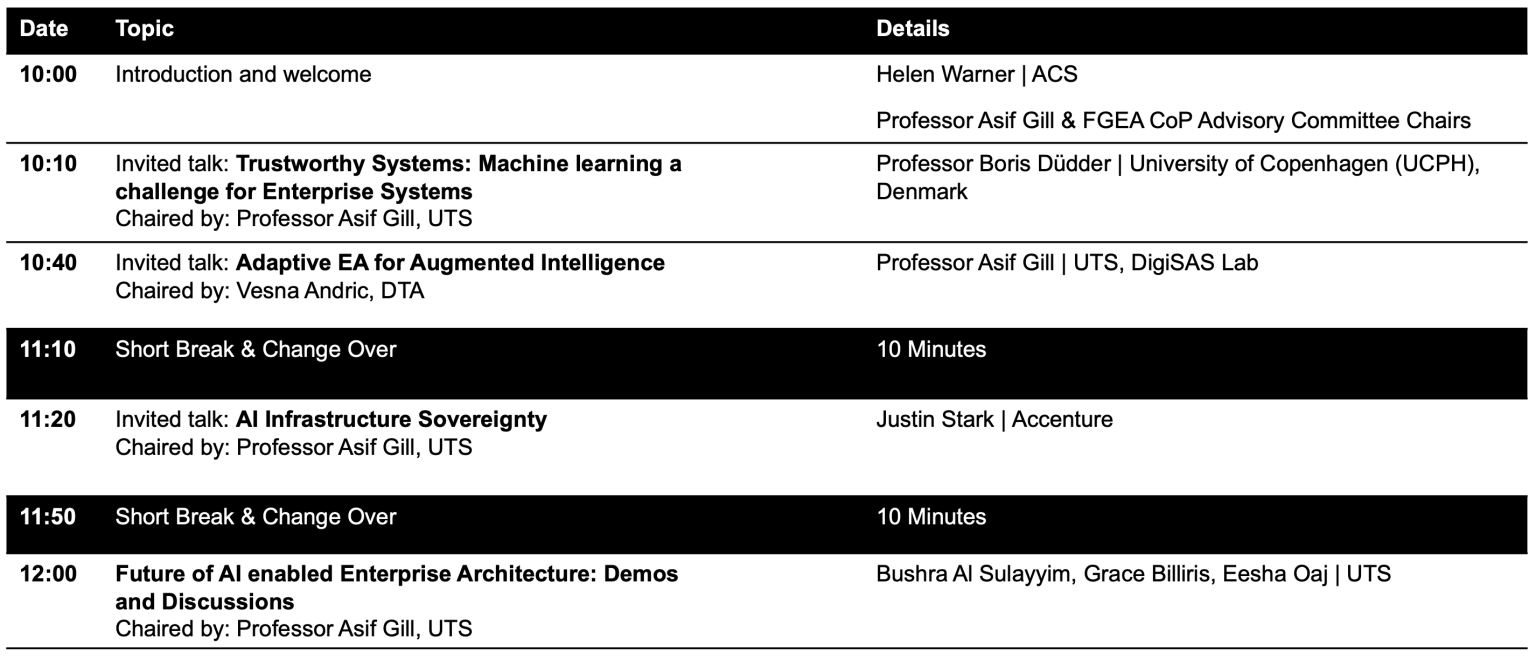 Date Topic Details
10:00 Introduction and welcome Helen Warner | ACS
Professor Asif Gill & FGEA CoP Advisory Committee Chairs
10:10 Invited talk: Trustworthy Systems: Machine learning a Professor Boris Düdder | University of Copenhagen (UCPH),
challenge for Enterprise Systems Denmark
Chaired by: Professor Asif Gill, UTS
10:40 Invited talk: Adaptive EA for Augmented Intelligence Professor Asif Gill | UTS, DigiSAS Lab
Chaired by: Vesna Andric, DTA
11:10 Short Break & Change Over 10 Minutes
11:20 Invited talk: AI Infrastructure Sovereignty Justin Stark | Accenture
Chaired by: Professor Asif Gill, UTS
11:50 Short Break & Change Over 10 Minutes
12:00 Future of AI enabled Enterprise Architecture: Demos Bushra Al Sulayyim, Grace Billiris, Eesha Oaj | UTS
and Discussions
Chaired by: Professor Asif Gill, UTS